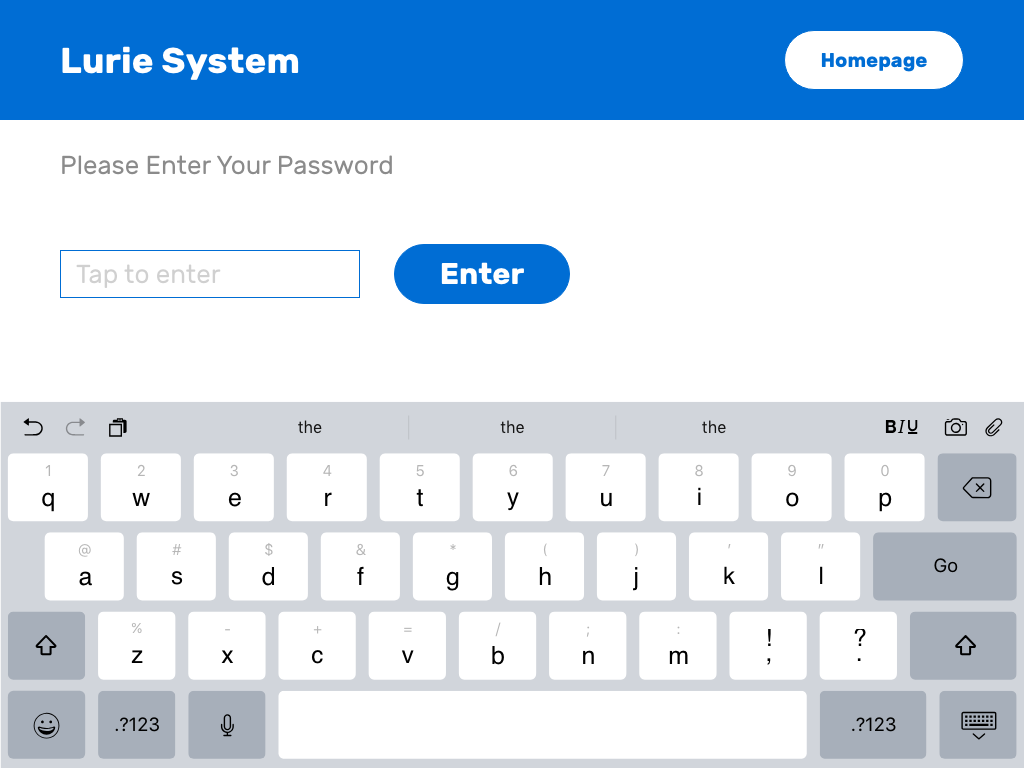 Lurie System
Homepage
Please Enter Your Password
Tap to enter
Enter
the the the BIU
1 2 3 4 5 6 7 8 9 0
q w e r t y u i o p
@ # $ & * ( ) ' "
a s d f g h j k l Go
% - + = / ; : ! ?
z x c v b n m , .
.?123 .?123